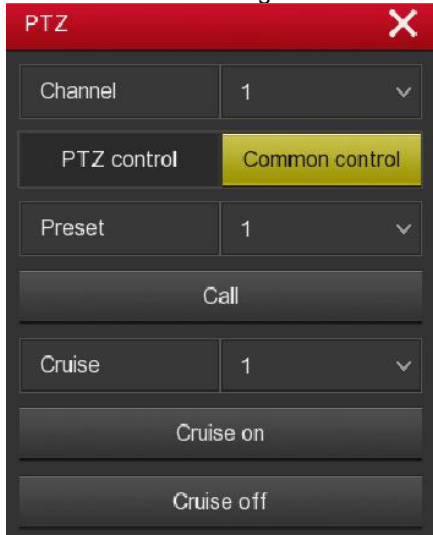 PTZ
Channel 1
PTZ control Common control
Preset 1
Call
Cruise 1
Cruise on
Cruise off